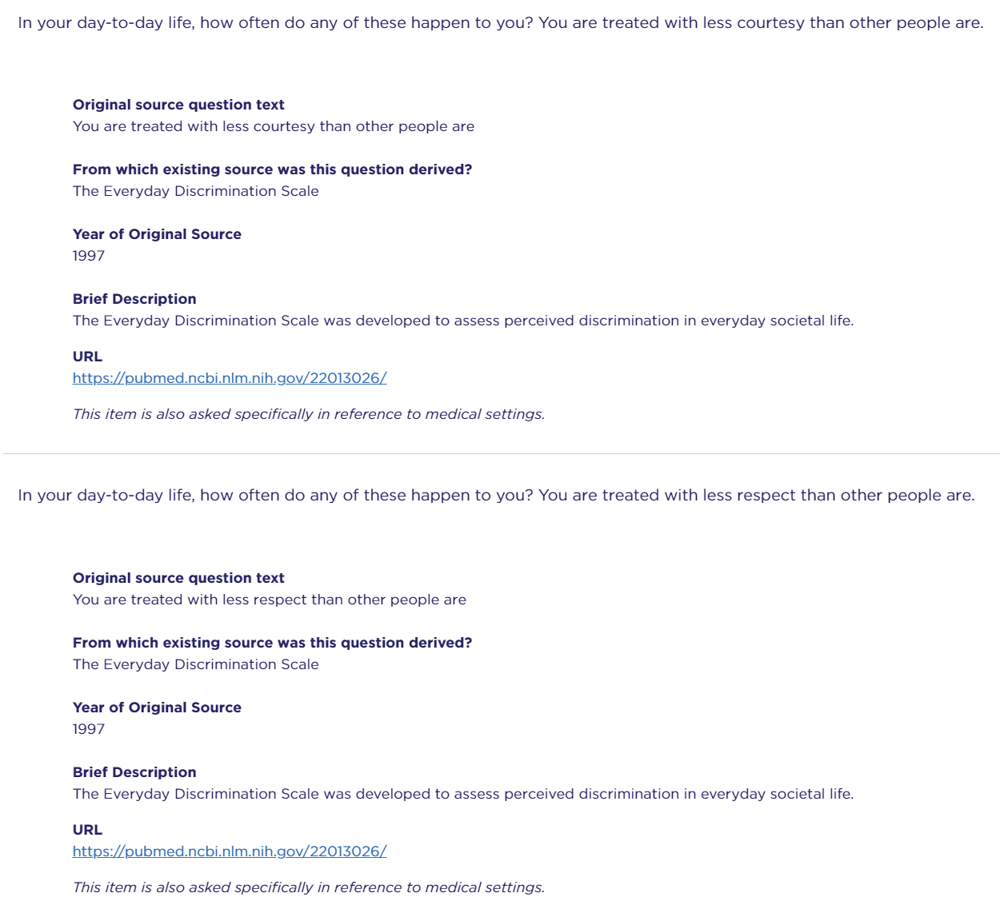 In your day-to-day life, how often do any of these happen to you? You are treated with less courtesy than other people are.
Original source question text
You are treated with less courtesy than other people are
From which existing source was this question derived?
The Everyday Discrimination Scale
Year of Original Source
1997
Brief Description
The Everyday Discrimination Scale was developed to assess perceived discrimination in everyday societal life.
URL
https://pubmed.ncbi.nlm.nih.gov/22013026/
This item is also asked specifically in reference to medical settings.
In your day-to-day life, how often do any of these happen to you? You are treated with less respect than other people are.
Original source question text
You are treated with less respect than other people are
From which existing source was this question derived?
The Everyday Discrimination Scale
Year of Original Source
1997
Brief Description
The Everyday Discrimination Scale was developed to assess perceived discrimination in everyday societal life.
URL
https://pubmed.ncbi.nlm.nih.gov/22013026/
This item is also asked specifically in reference to medical settings.